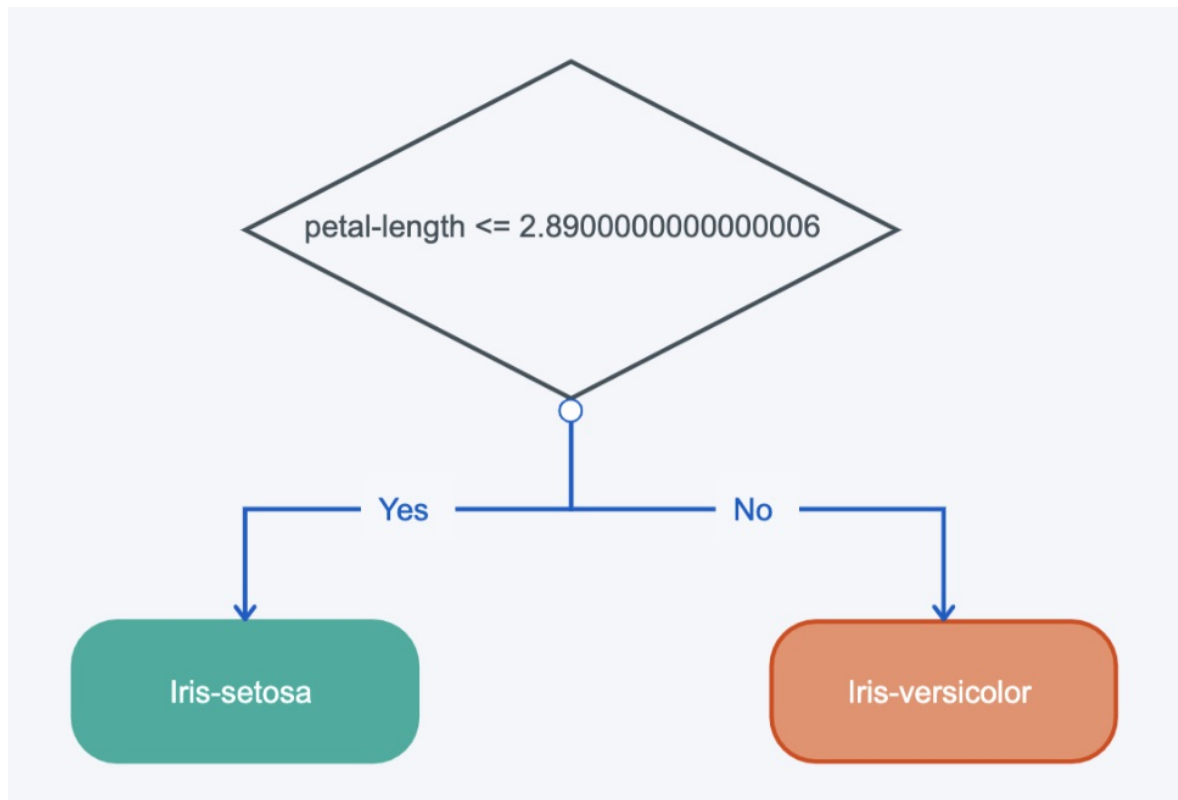 petal-length <= 2.8900000000000006
Yes
No
Iris-setosa
Iris-versicolor